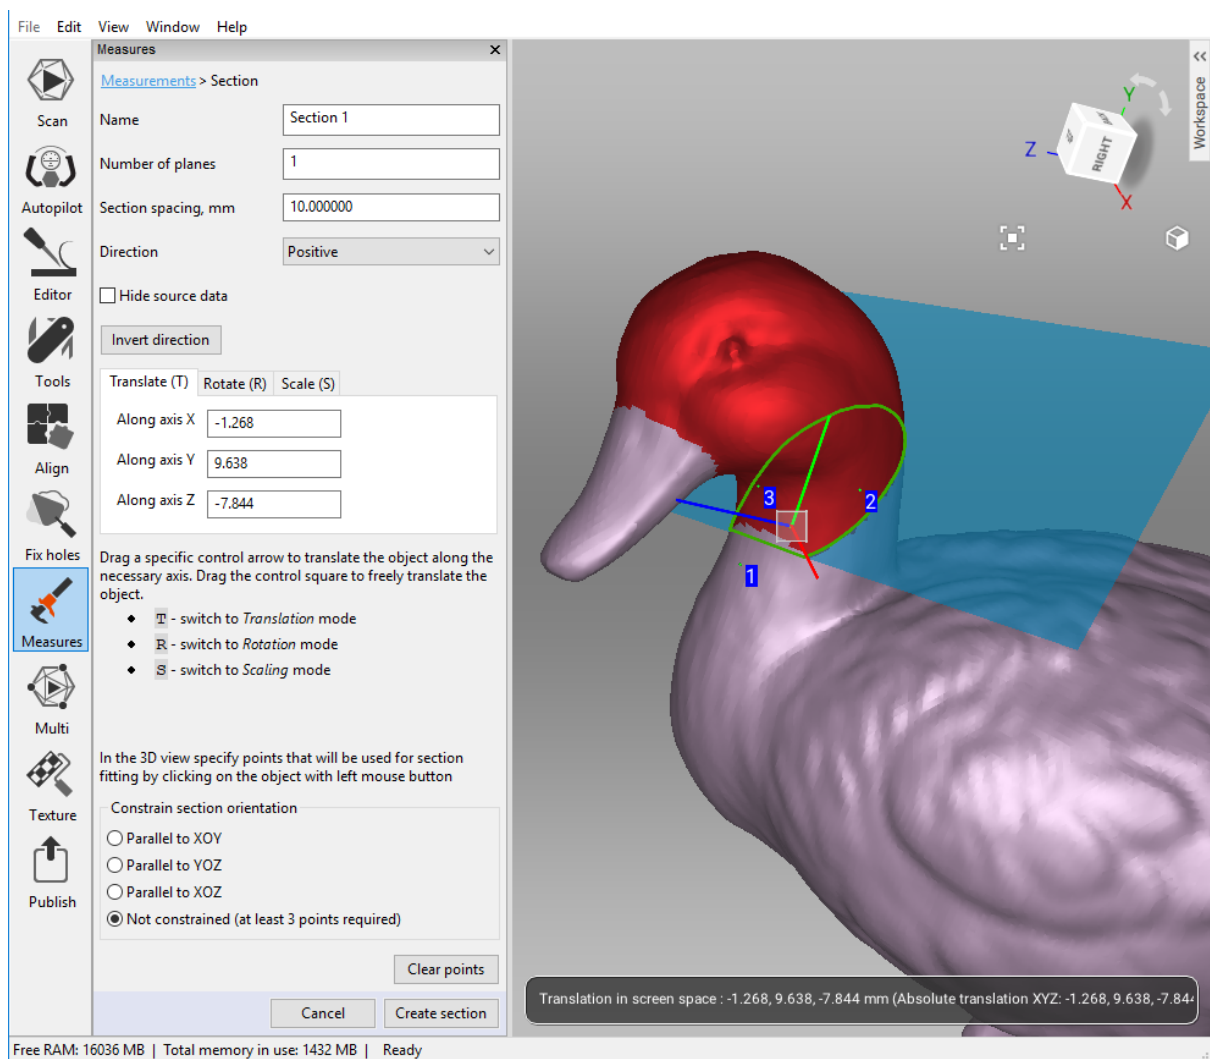 File Edit View Window Help
Measures
Measurements > Section
Name Section 1
Number of planes 1
Section spacing, mm 10.000000
Direction Positive
Hide source data
Invert direction
Translate (T) Rotate (R) Scale (S)
Along axis X -1.268
Along axis Y 9.638
Along axis Z -7.844
Drag a specific control arrow to translate the object along the
necessary axis. Drag the control square to freely translate the
object.
T - switch to Translation mode
R - switch to Rotation mode
S - switch to Scaling mode
In the 3D view specify points that will be used for section
fitting by clicking on the object with left mouse button
Constrain section orientation
Parallel to XOY
Parallel to YOZ
Parallel to XOZ
Not constrained (at least 3 points required)
Clear points
Cancel Create section
Scan
Autopilot
Editor
Tools
Align
Fix holes
Measures
Multi
Texture
Publish
Workspace
Y
Z
X
RIGHT
3
2
1
Translation in screen space : -1.268, 9.638, -7.844 mm (Absolute translation XYZ: -1.268, 9.638, -7.84
Free RAM: 16036 MB | Total memory in use: 1432 MB | Ready